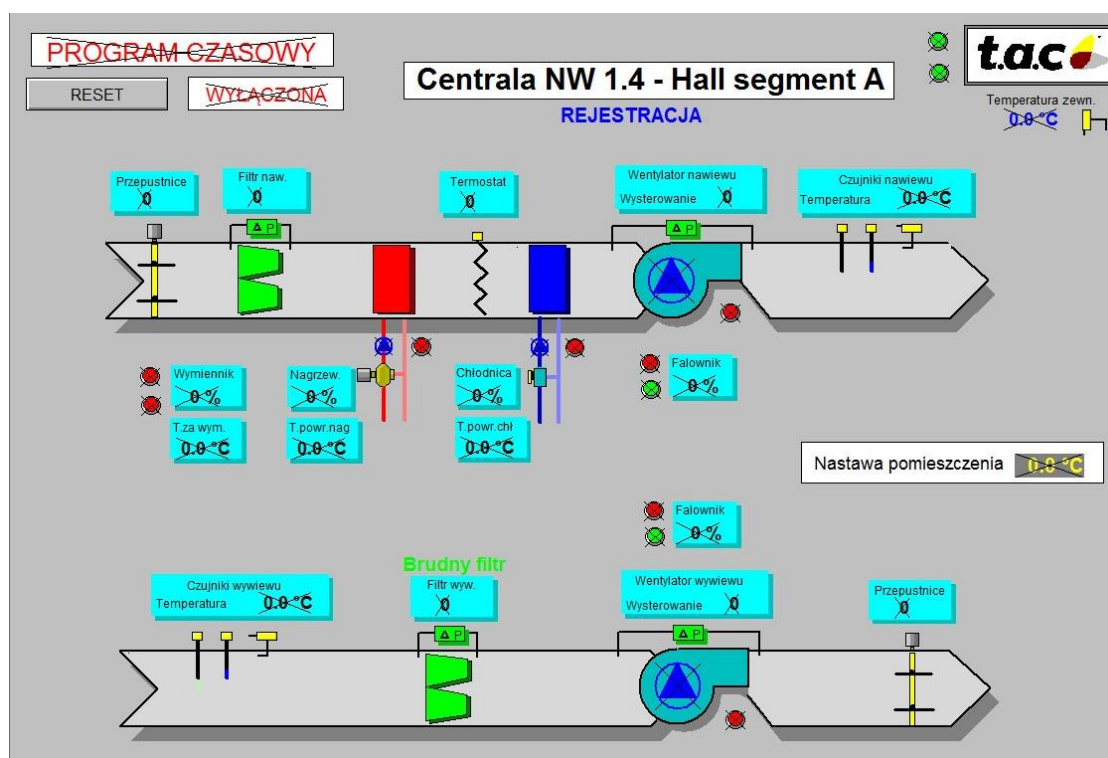 PROGRAM CZASOWY
RESET
WYŁĄCZONA
Centrala NW 1.4 - Hall segment A
REJESTRACJA
t.a.c
Temperatura zewn.
0.0 °C
Przepustnice
0
Filtr naw.
0
Termostat
0
Wentylator nawiewu
Wysterowanie 0
Czujniki nawiewu
Temperatura 0.0 °C
Δ P
Δ P
Wymiennik
0 %
Nagrzew.
0 %
Chłodnica
0 %
Falownik
0 %
T.za wym.
0.0 °C
T.powr.nag
0.0 °C
T.powr.chł
0.0 °C
Nastawa pomieszczenia 0.0 °C
Falownik
0 %
Brudny filtr
Czujniki wywiewu
Temperatura 0.0 °C
Filtr wyw.
0
Wentylator wywiewu
Wysterowanie 0
Przepustnice
0
Δ P
Δ P